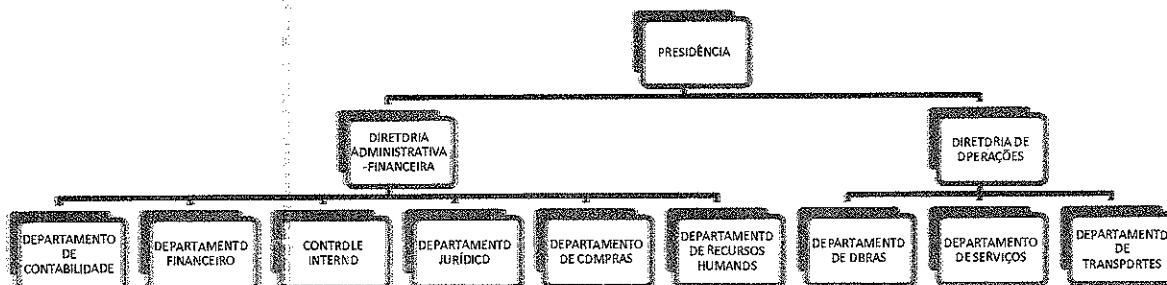 PRESIDÊNCIA
DIRETORIA
ADMINISTRATIVA
-FINANCEIRA
DIRETORIA DE
OPERAÇÕES
DEPARTAMENTO
DE
CONTABILIDADE
DEPARTAMENTO
FINANCEIRO
CONTROLE
INTERNO
DEPARTAMENTO
JURÍDICO
DEPARTAMENTO
DE COMPRAS
DEPARTAMENTO
DE RECURSOS
HUMANOS
DEPARTAMENTO
DE OBRAS
DEPARTAMENTO
DE SERVIÇOS
DEPARTAMENTO
DE
TRANSPORTES